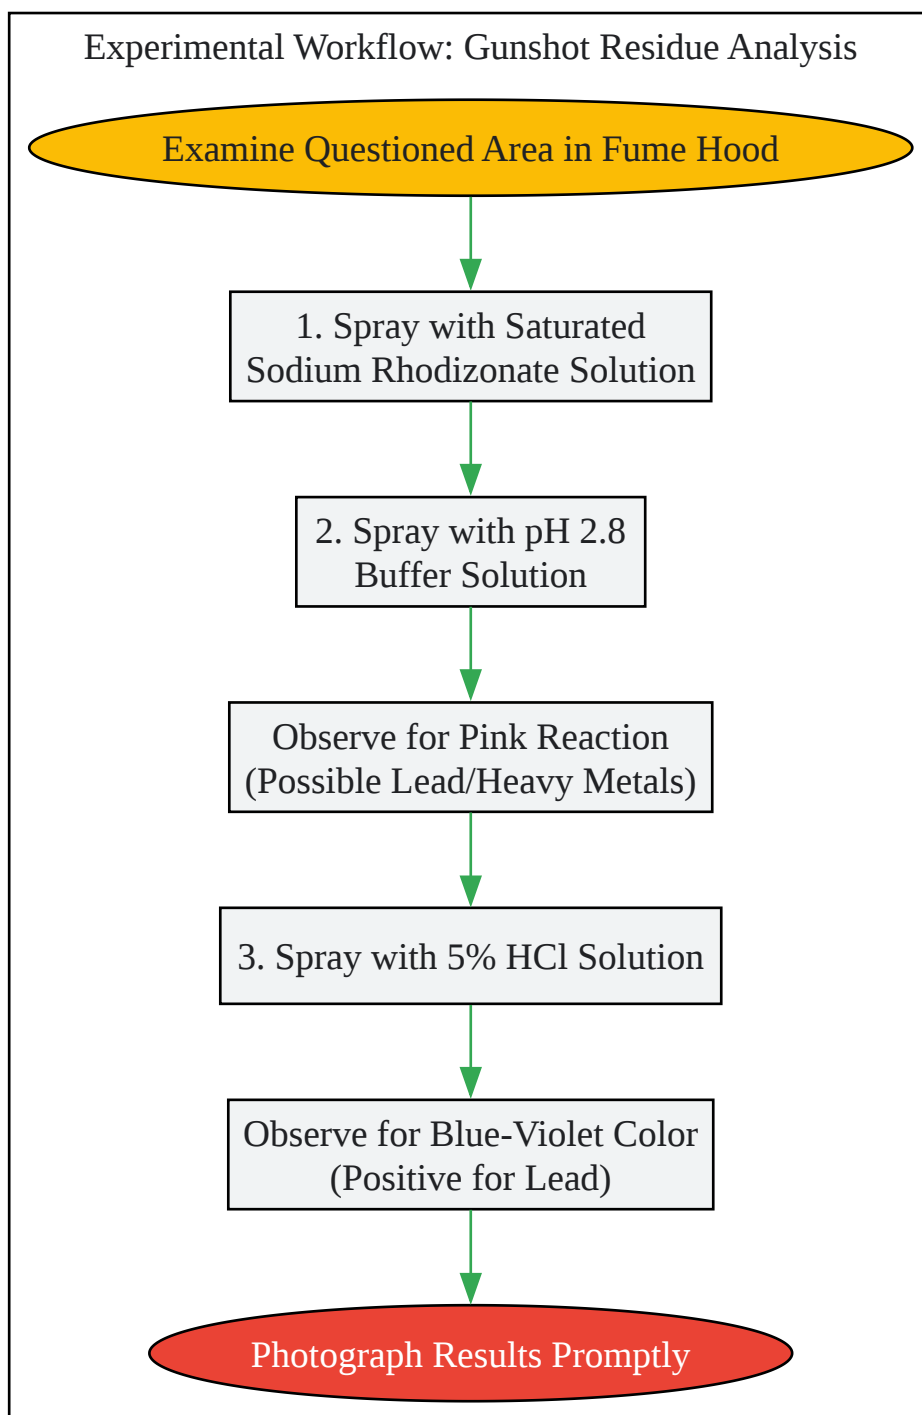 Experimental Workflow: Gunshot Residue Analysis
Examine Questioned Area in Fume Hood
1. Spray with Saturated
Sodium Rhodizonate Solution
2. Spray with pH 2.8
Buffer Solution
Observe for Pink Reaction
(Possible Lead/Heavy Metals)
3. Spray with 5% HCl Solution
Observe for Blue-Violet Color
(Positive for Lead)
Photograph Results Promptly